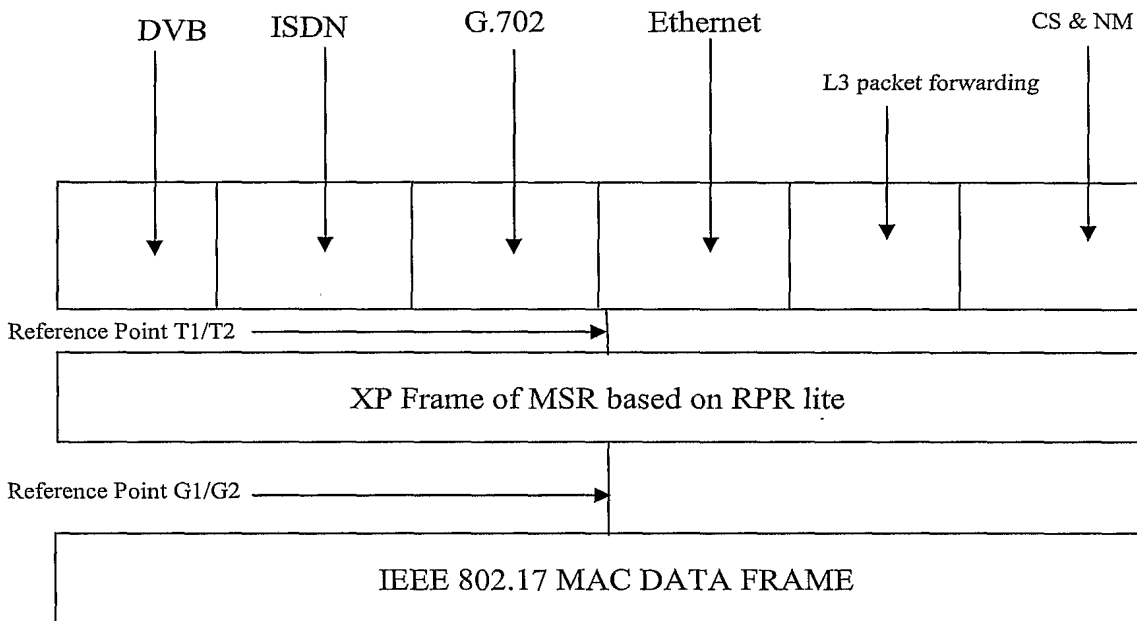 DVB ISDN G.702 Ethernet CS & NM
L3 packet forwarding
Reference Point T1/T2
XP Frame of MSR based on RPR lite
Reference Point G1/G2
IEEE 802.17 MAC DATA FRAME